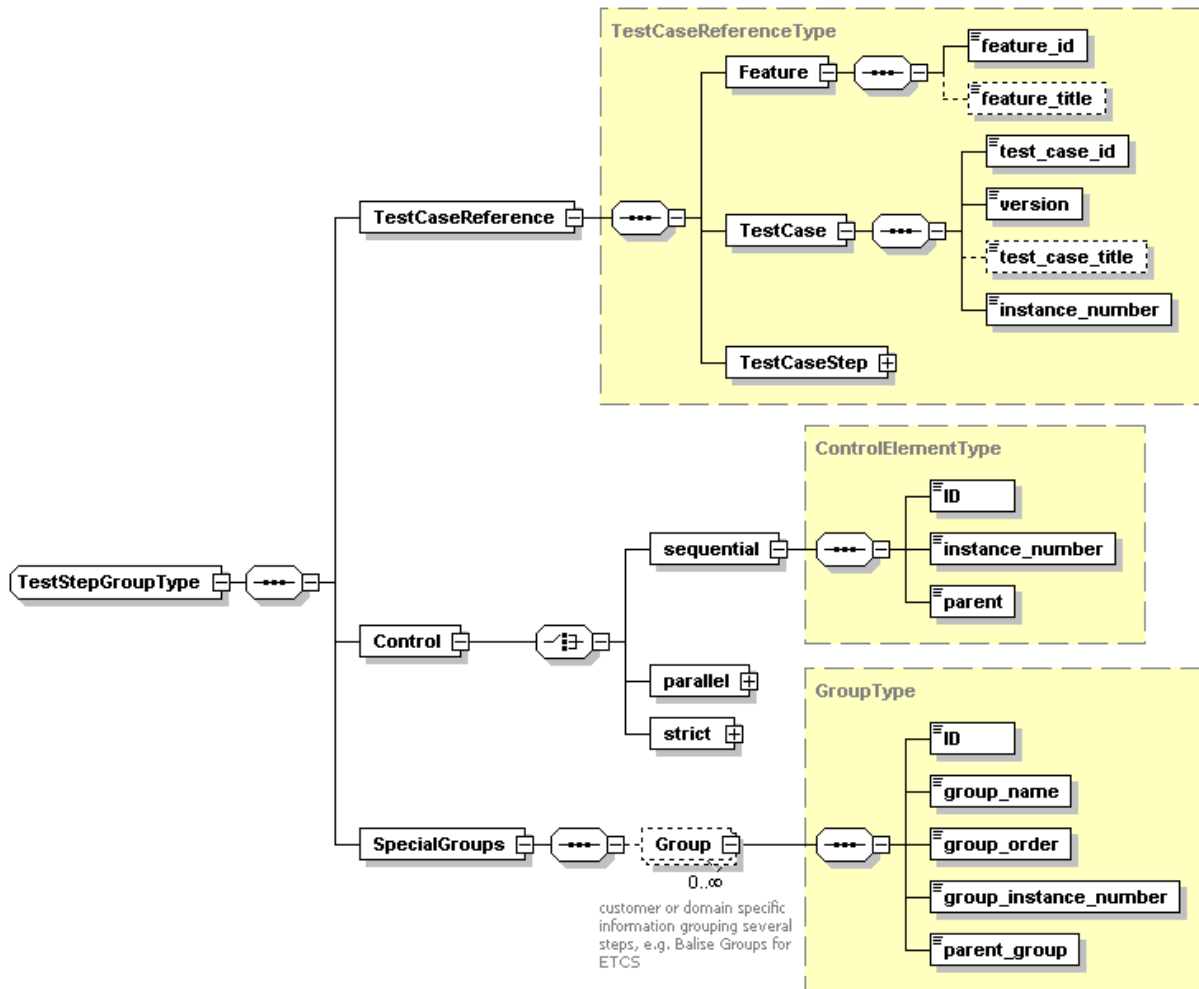 TestCaseReferenceType
Feature
feature_id
feature_title
TestCaseReference
TestCase
test_case_id
version
test_case_title
instance_number
TestCaseStep
TestStepGroupType
Control
ControlElementType
sequential
ID
instance_number
parent
parallel
strict
GroupType
SpecialGroups
Group
0..∞
customer or domain specific
information grouping several
steps, e.g. Balise Groups for
ETCS
ID
group_name
group_order
group_instance_number
parent_group